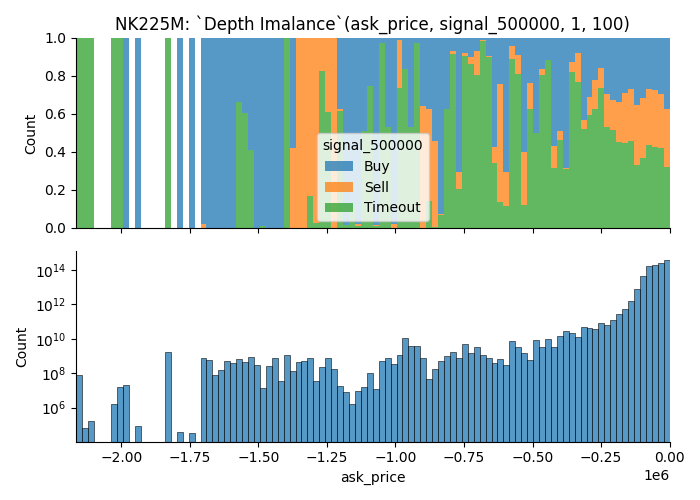 NK225M: `Depth Imalance`(ask_price, signal_500000, 1, 100)
1.0
0.8
0.6
0.4
0.2
0.0
Count
signal_500000
Buy
Sell
Timeout
10^14
10^12
10^10
10^8
10^6
Count
−2.00 −1.75 −1.50 −1.25 −1.00 −0.75 −0.50 −0.25 0.00
1e6
ask_price